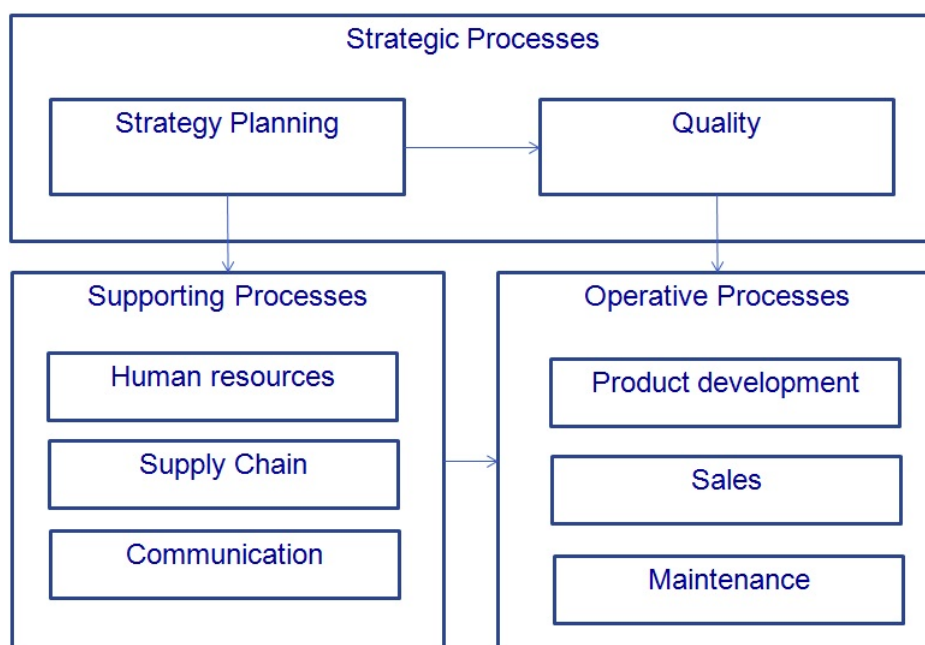 Strategic Processes
Strategy Planning
Quality
Supporting Processes
Human resources
Supply Chain
Communication
Operative Processes
Product development
Sales
Maintenance